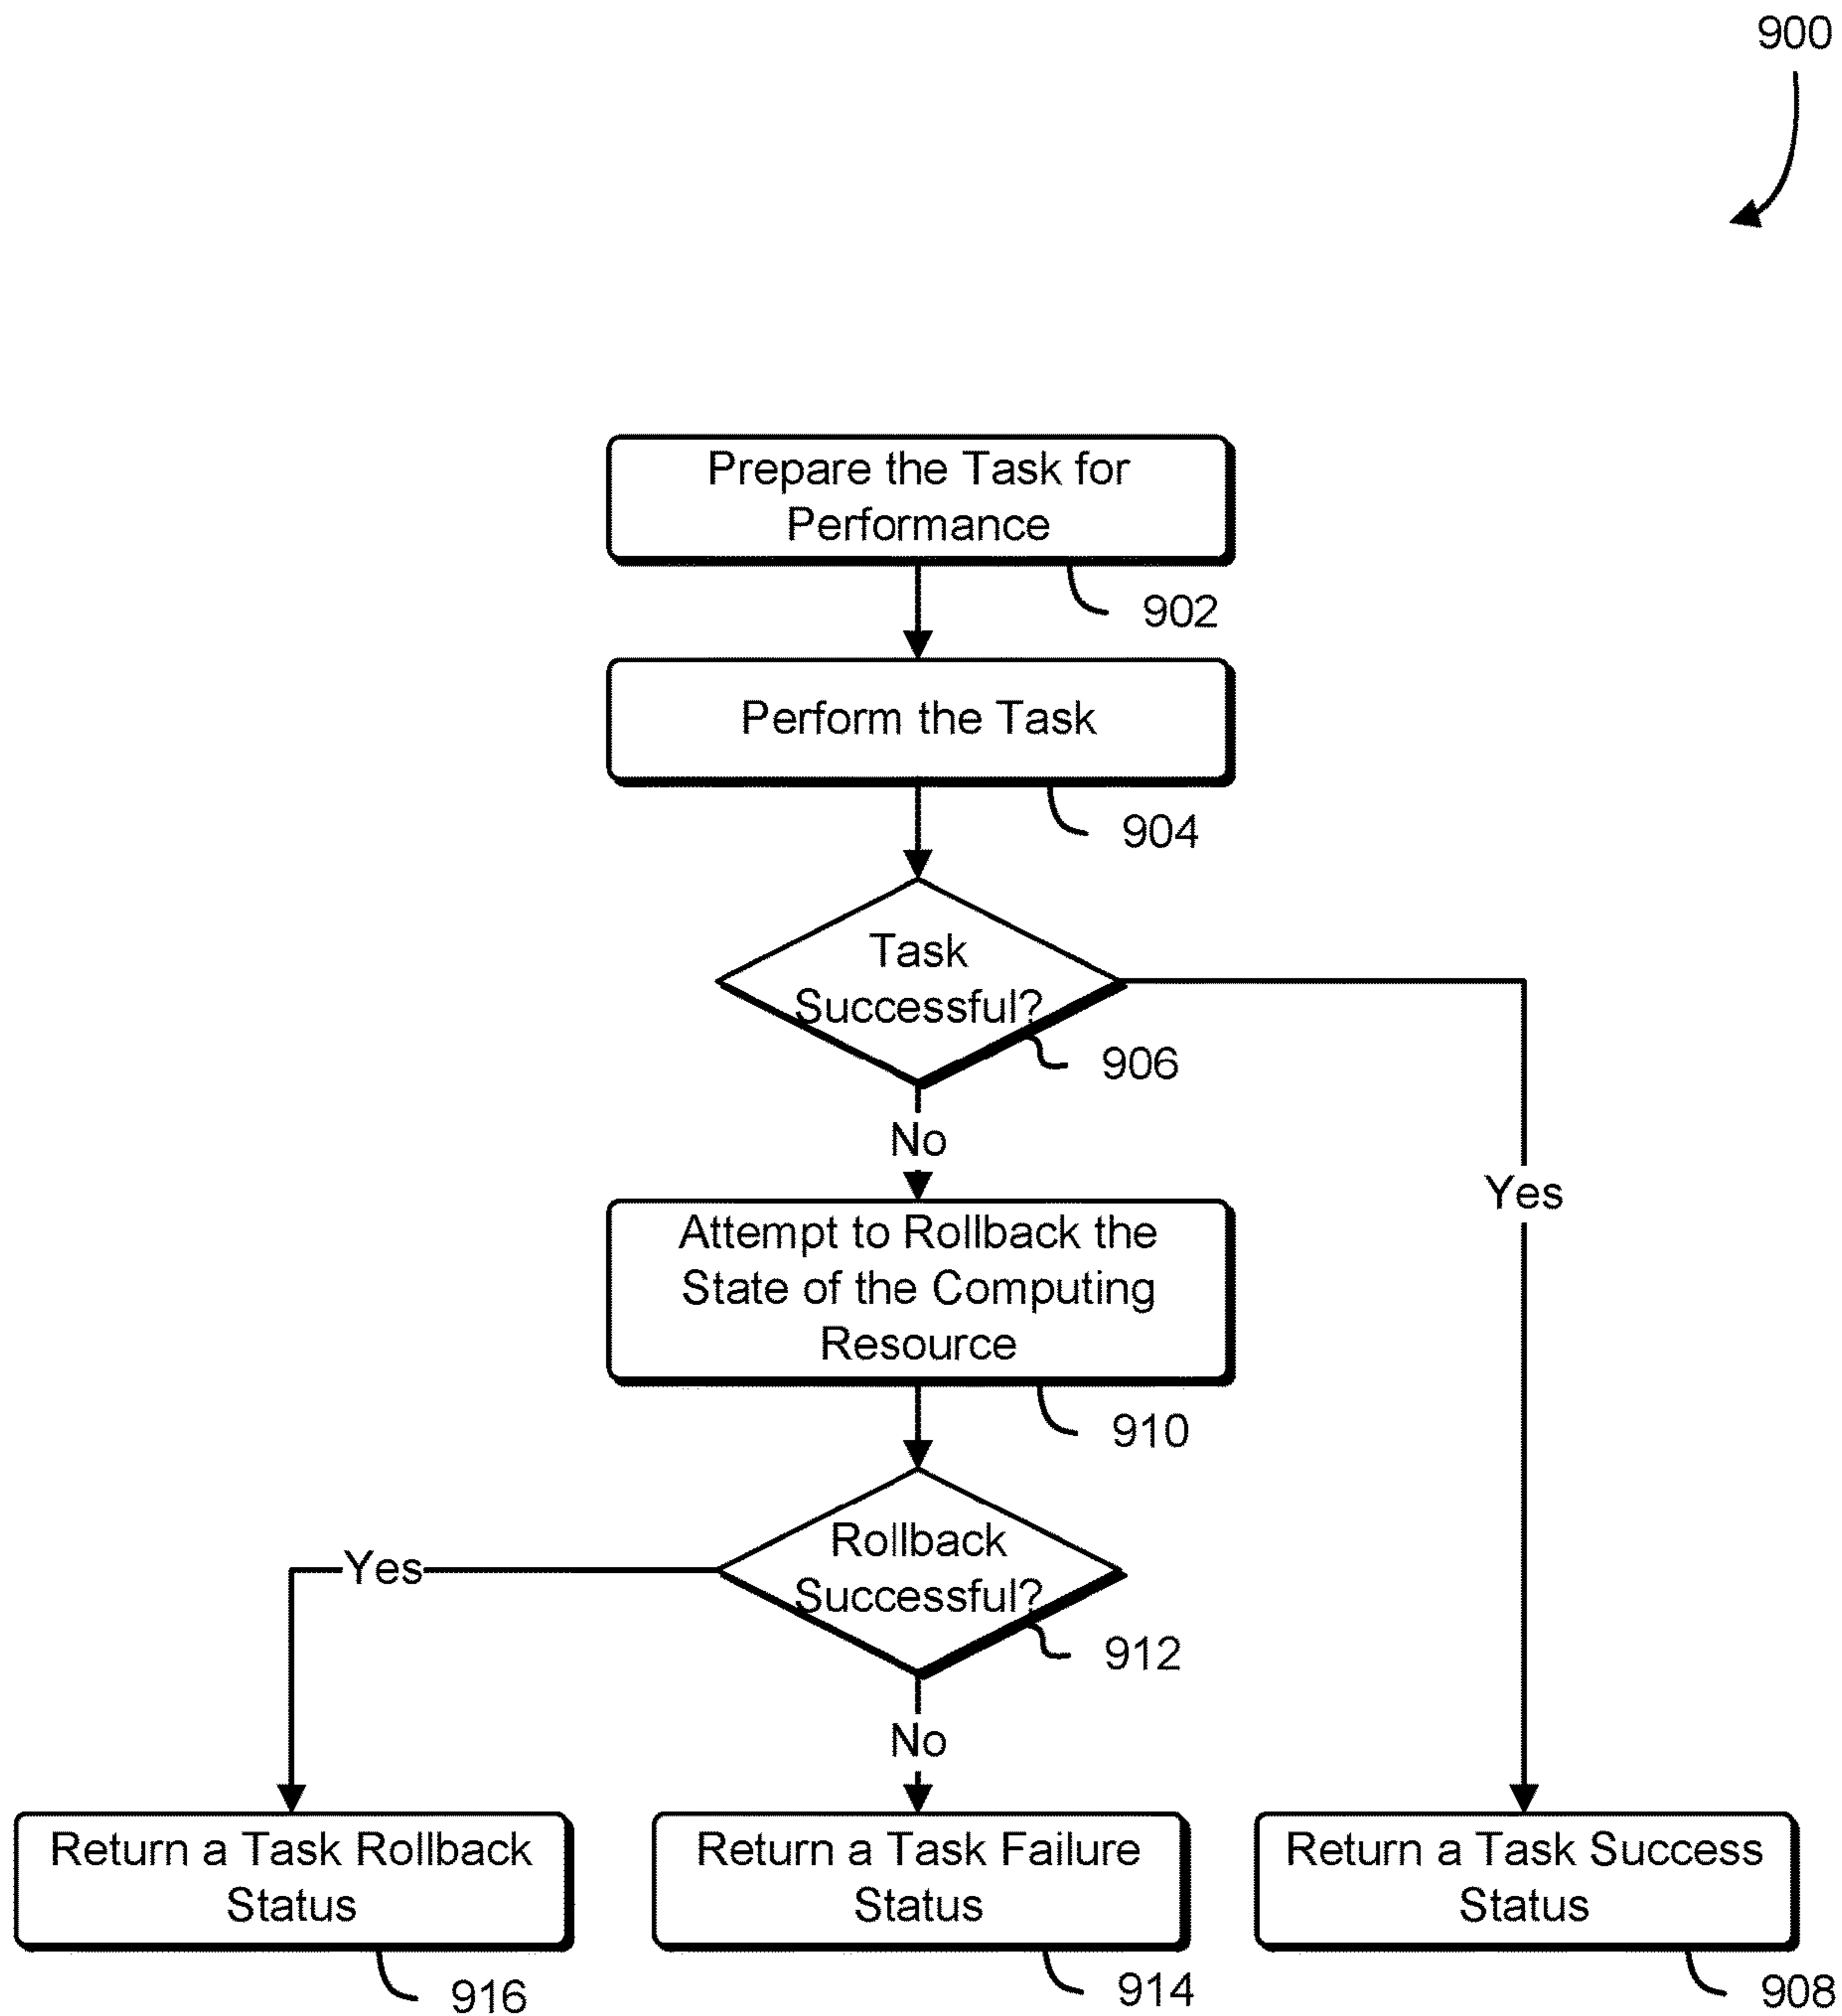 900
Prepare the Task for
Performance
902
Perform the Task
904
Task
Successful?
906
No
Yes
Attempt to Rollback the
State of the Computing
Resource
910
Rollback
Successful?
Yes
912
No
Return a Task Rollback
Status
916
Return a Task Failure
Status
914
Return a Task Success
Status
908